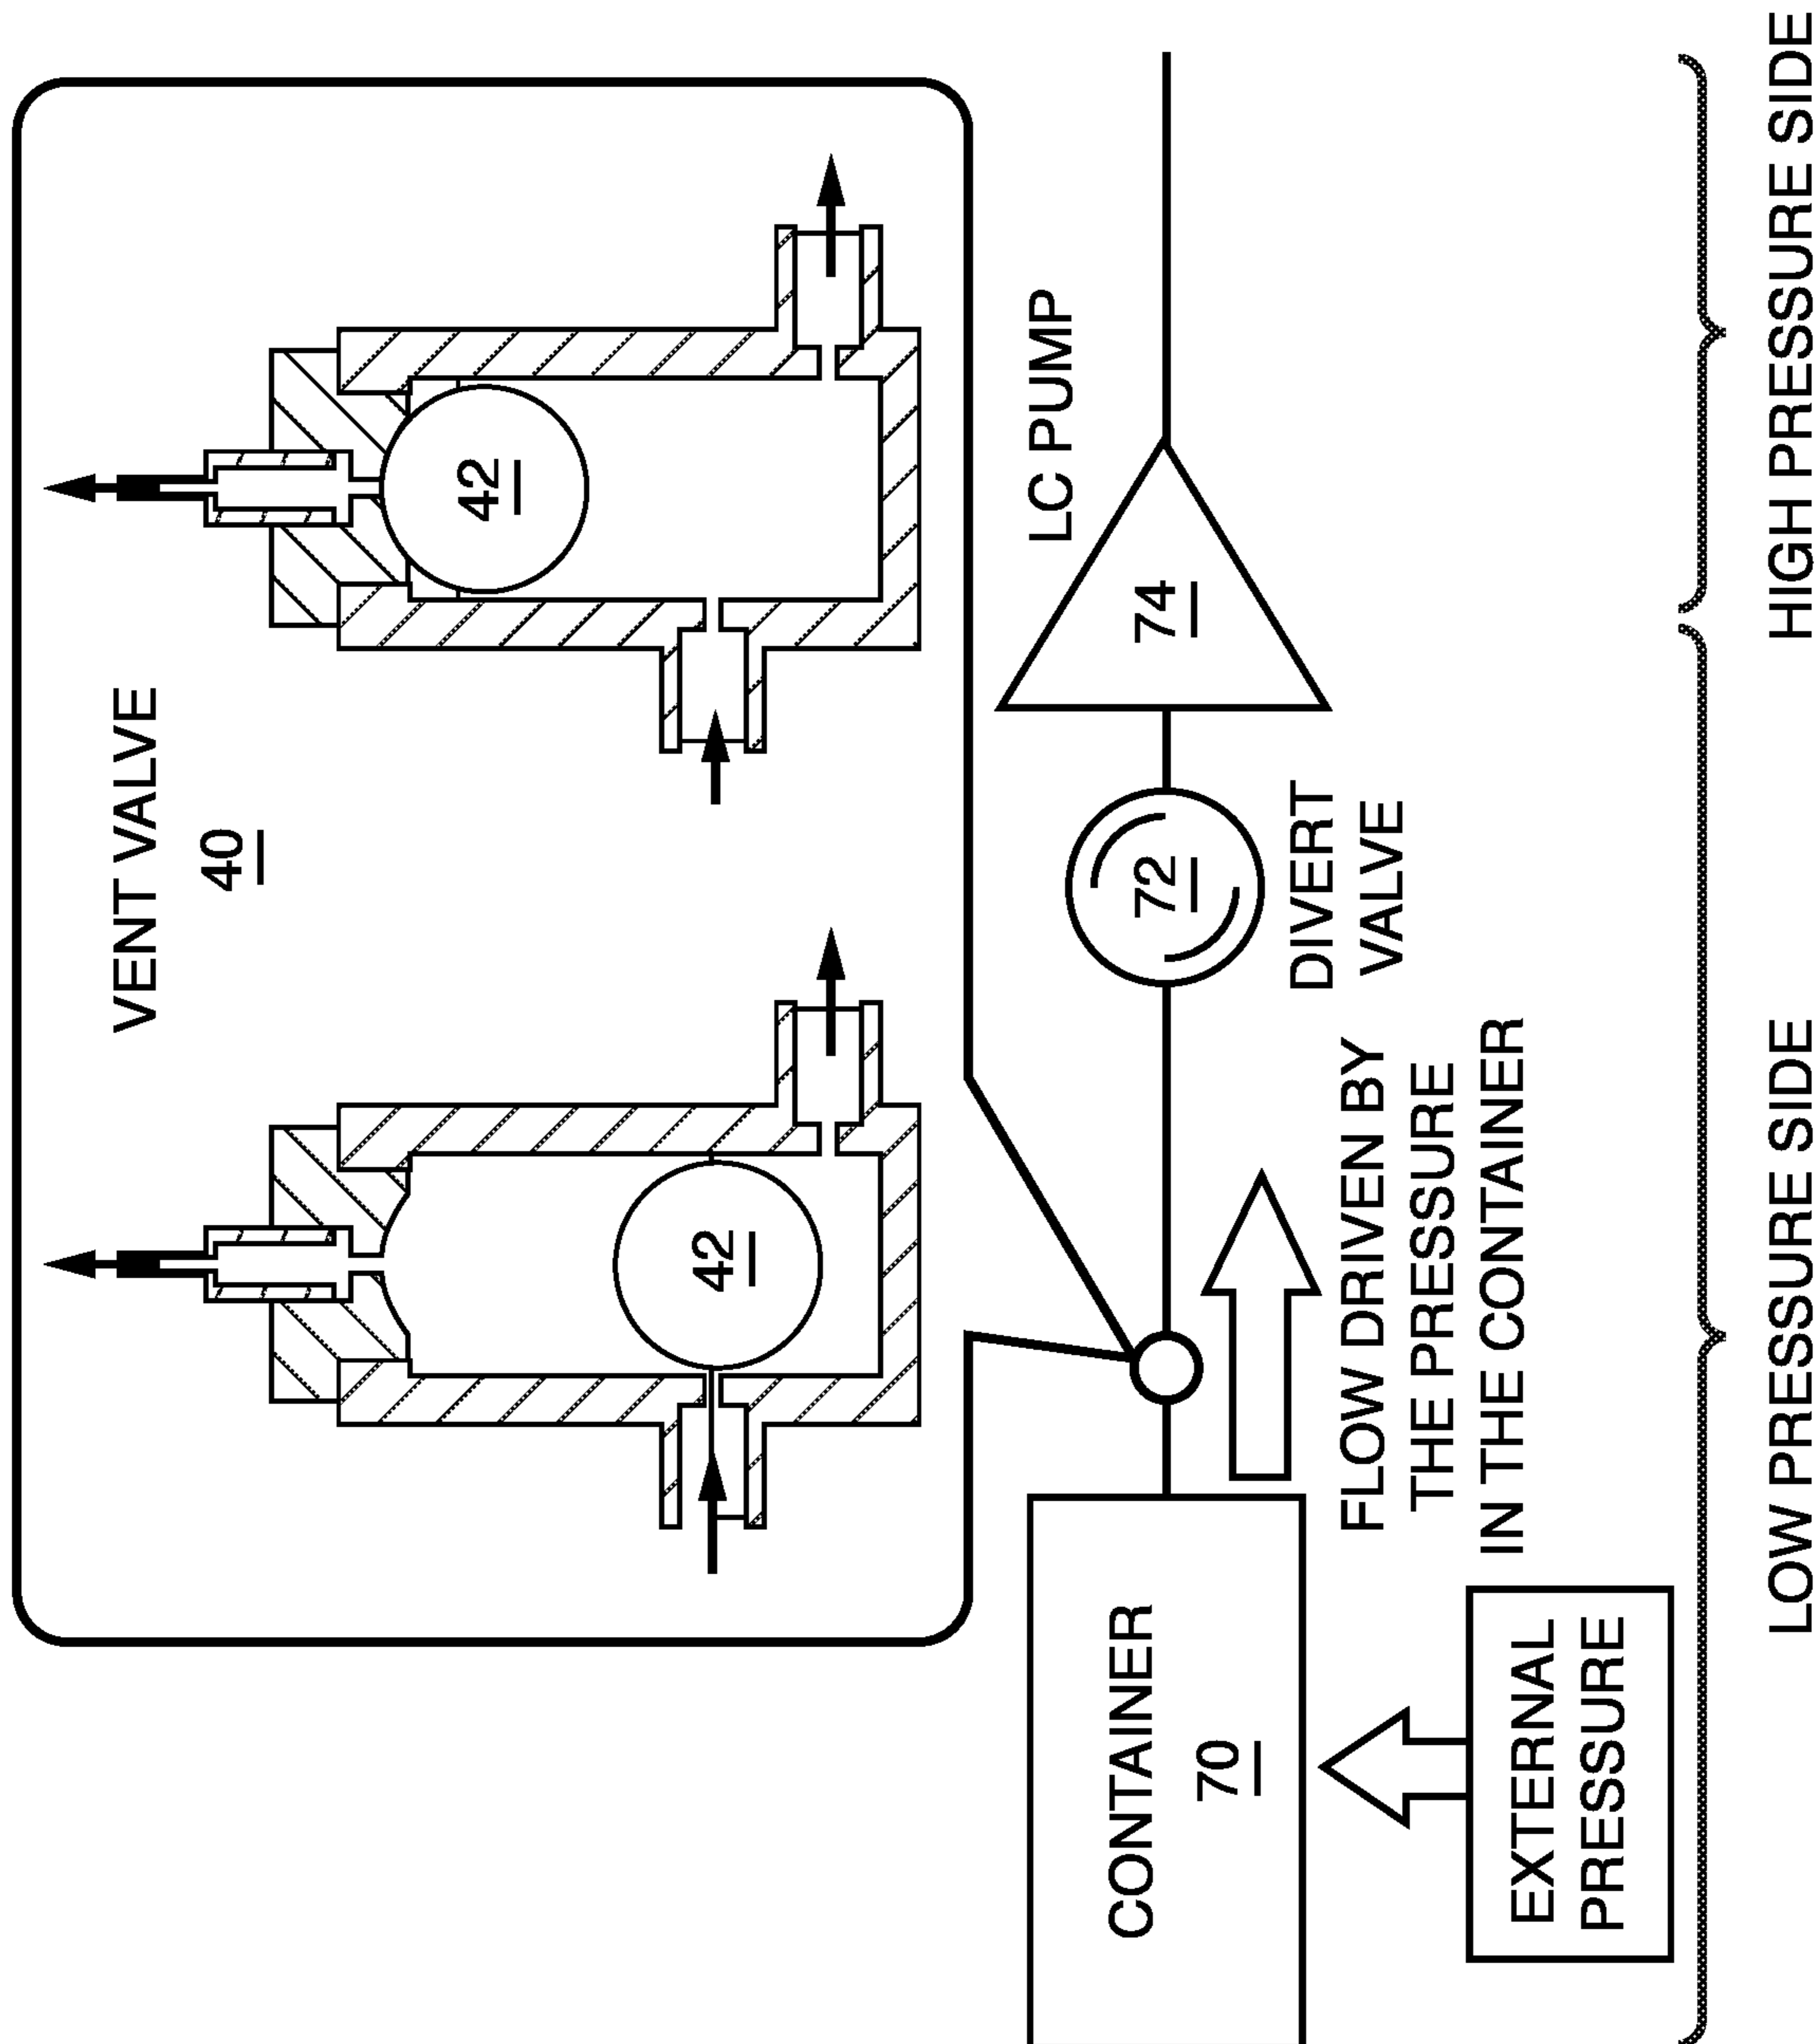 VENT VALVE
40
42
42
LC PUMP
CONTAINER
70
72
74
DIVERT
VALVE
FLOW DRIVEN BY
THE PRESSURE
IN THE CONTAINER
EXTERNAL
PRESSURE
LOW PRESSURE SIDE
HIGH PRESSURE SIDE